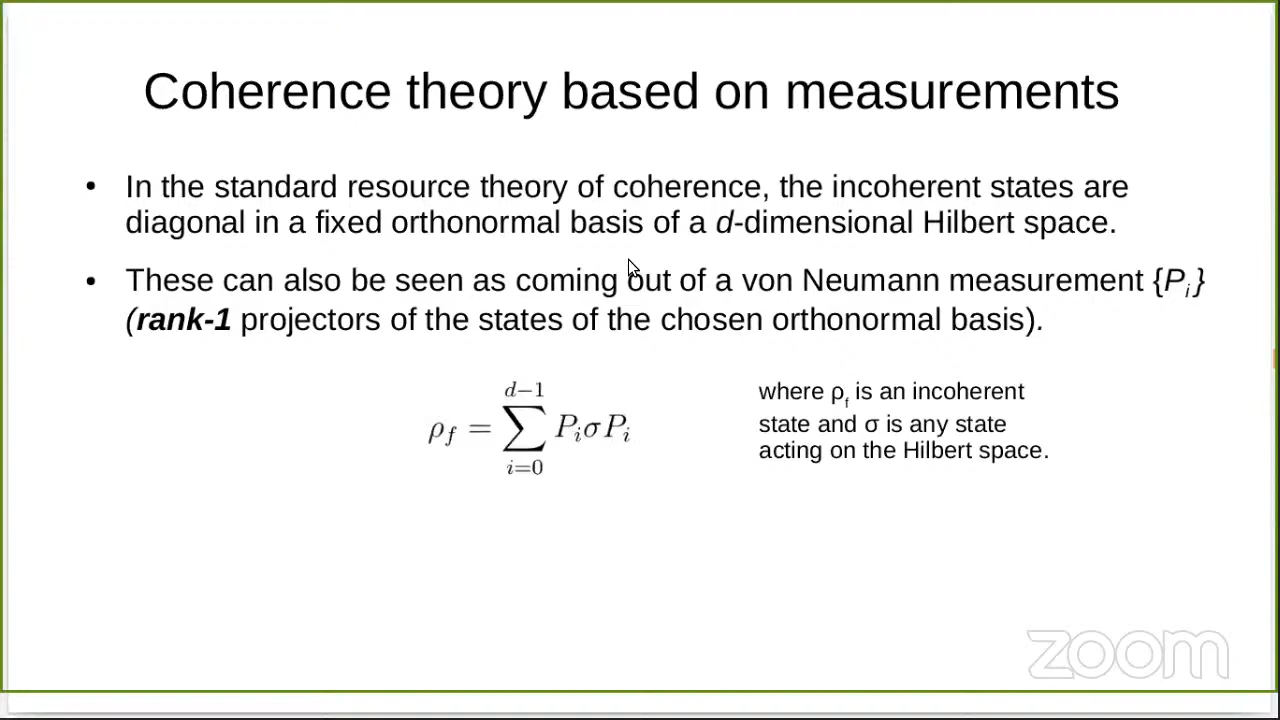 Coherence theory based on measurements
• In the standard resource theory of coherence, the incoherent states are
diagonal in a fixed orthonormal basis of a d-dimensional Hilbert space.
• These can also be seen as coming out of a von Neumann measurement {P_i}
(rank-1 projectors of the states of the chosen orthonormal basis).
ρ_f = \sum_{i=0}^{d-1} P_i σ P_i
where ρ_f is an incoherent
state and σ is any state
acting on the Hilbert space.
zoom